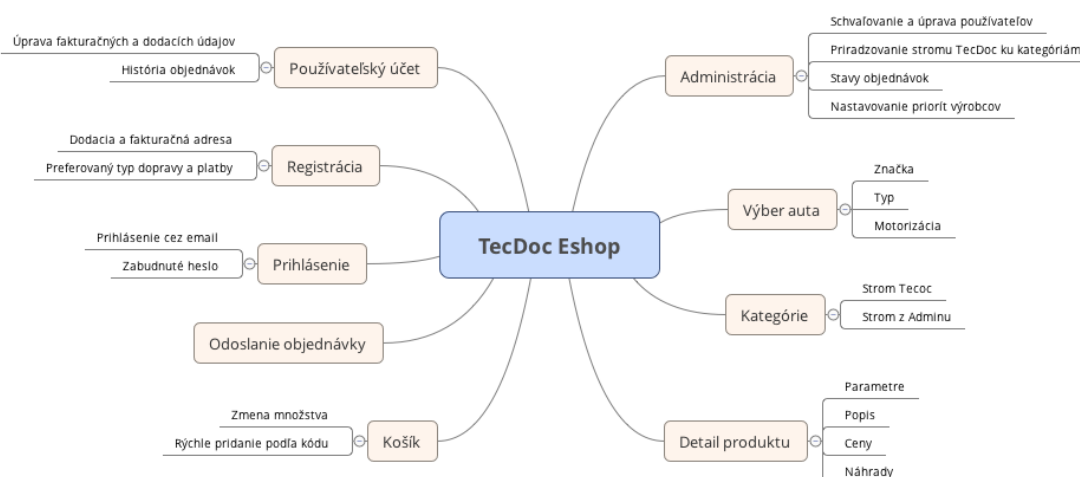 TecDoc Eshop
Používateľský účet
Úprava fakturačných a dodacích údajov
História objednávok
Registrácia
Dodacia a fakturačná adresa
Preferovaný typ dopravy a platby
Prihlásenie
Prihlásenie cez email
Zabudnuté heslo
Odoslanie objednávky
Košík
Zmena množstva
Rýchle pridanie podľa kódu
Administrácia
Schvaľovanie a úprava používateľov
Priradzovanie stromu TecDoc ku kategóriám
Stavy objednávok
Nastavovanie priorít výrobcov
Výber auta
Značka
Typ
Motorizácia
Kategórie
Strom Tecoc
Strom z Adminu
Detail produktu
Parametre
Popis
Ceny
Náhrady